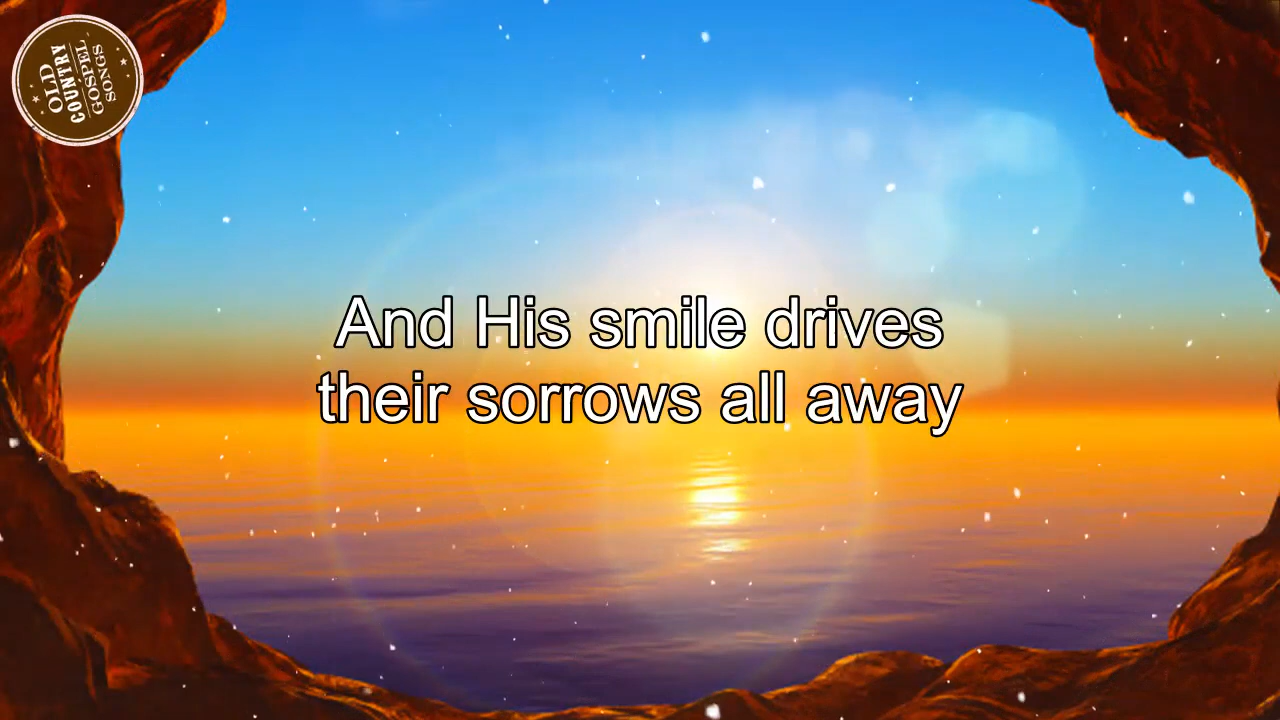 OLD
COUNTRY
GOSPEL
SONGS
And His smile drives
their sorrows all away